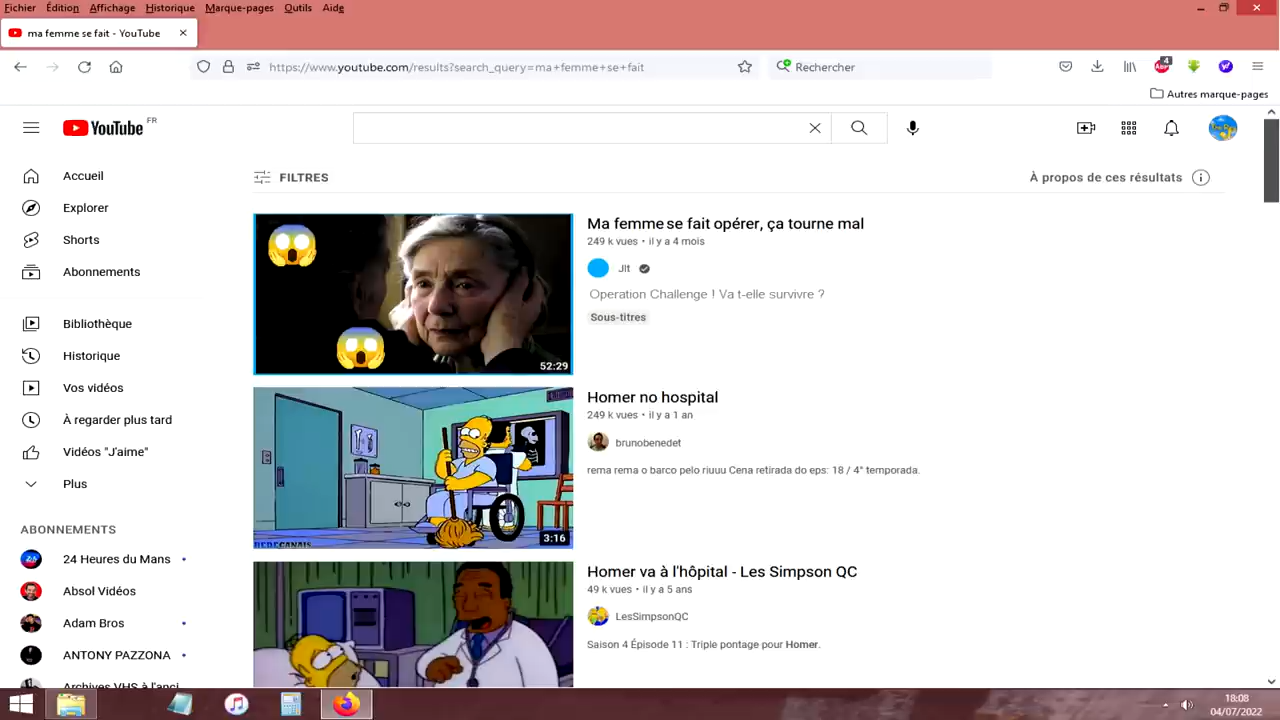 Fichier Édition Affichage Historique Marque-pages Outils Aide
ma femme se fait - YouTube
https://www.youtube.com/results?search_query=ma+femme+se+fait
Rechercher
4
Autres marque-pages
YouTube FR
FILTRES
À propos de ces résultats
Accueil
Explorer
Shorts
Abonnements
Bibliothèque
Historique
Vos vidéos
À regarder plus tard
Vidéos "J'aime"
Plus
ABONNEMENTS
24 Heures du Mans
Absol Vidéos
Adam Bros
ANTONY PAZZONA
Archives VHS à l'anci
52:29
Ma femme se fait opérer, ça tourne mal
249 k vues • il y a 4 mois
Jlt
Operation Challenge ! Va t-elle survivre ?
Sous-titres
3:16
Homer no hospital
249 k vues • il y a 1 an
brunobenedet
rema rema o barco pelo riuuu Cena retirada do eps: 18 / 4° temporada.
Homer va à l'hôpital - Les Simpson QC
49 k vues • il y a 5 ans
LesSimpsonQC
Saison 4 Épisode 11 : Triple pontage pour Homer.
18:08
04/07/2022